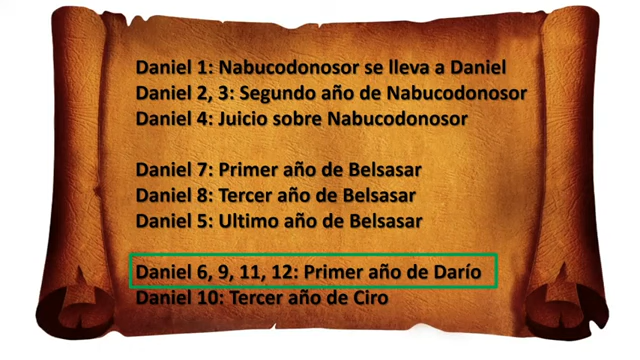 Daniel 1: Nabucodonosor se lleva a Daniel
Daniel 2, 3: Segundo año de Nabucodonosor
Daniel 4: Juicio sobre Nabucodonosor
Daniel 7: Primer año de Belsasar
Daniel 8: Tercer año de Belsasar
Daniel 5: Ultimo año de Belsasar
Daniel 6, 9, 11, 12: Primer año de Darío
Daniel 10: Tercer año de Ciro